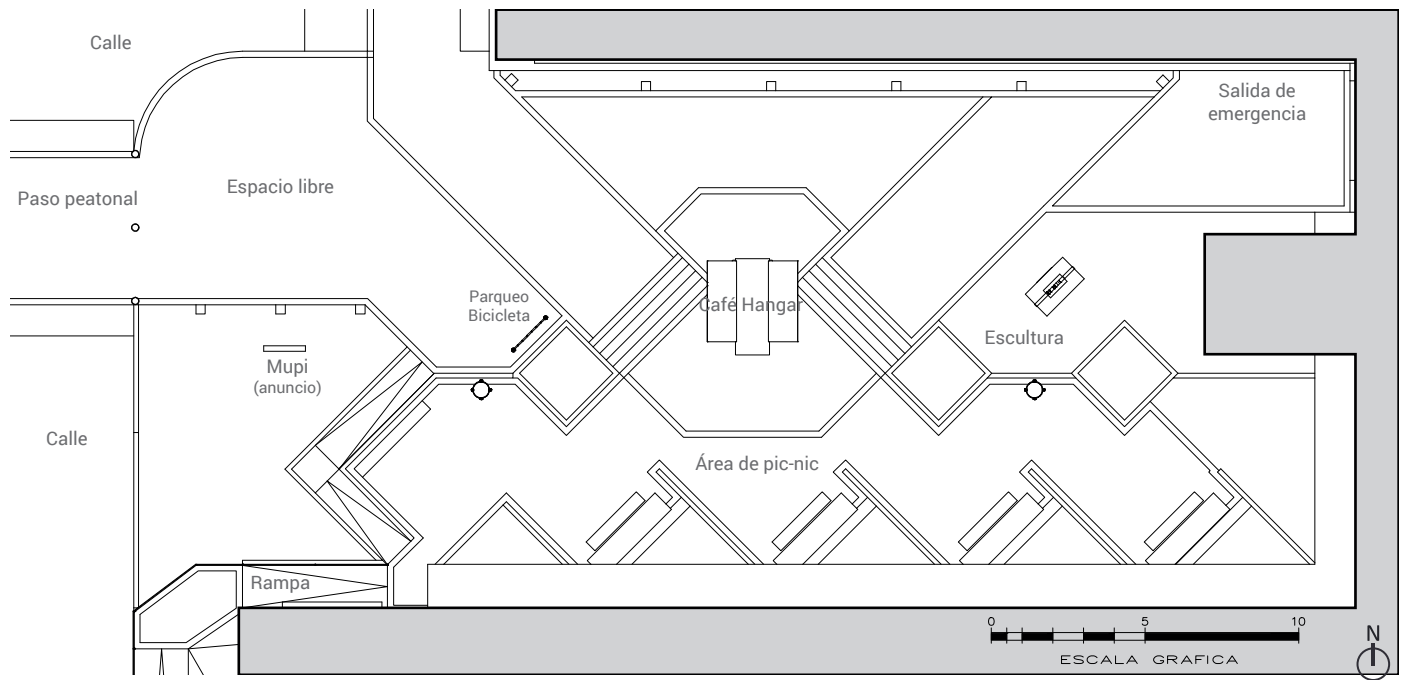 Calle
Salida de
emergencia
Paso peatonal
Espacio libre
Parqueo
Bicicleta
Café Hangar
Escultura
Mupi
(anuncio)
Calle
Área de pic-nic
Rampa
0 5 10
ESCALA GRAFICA
N